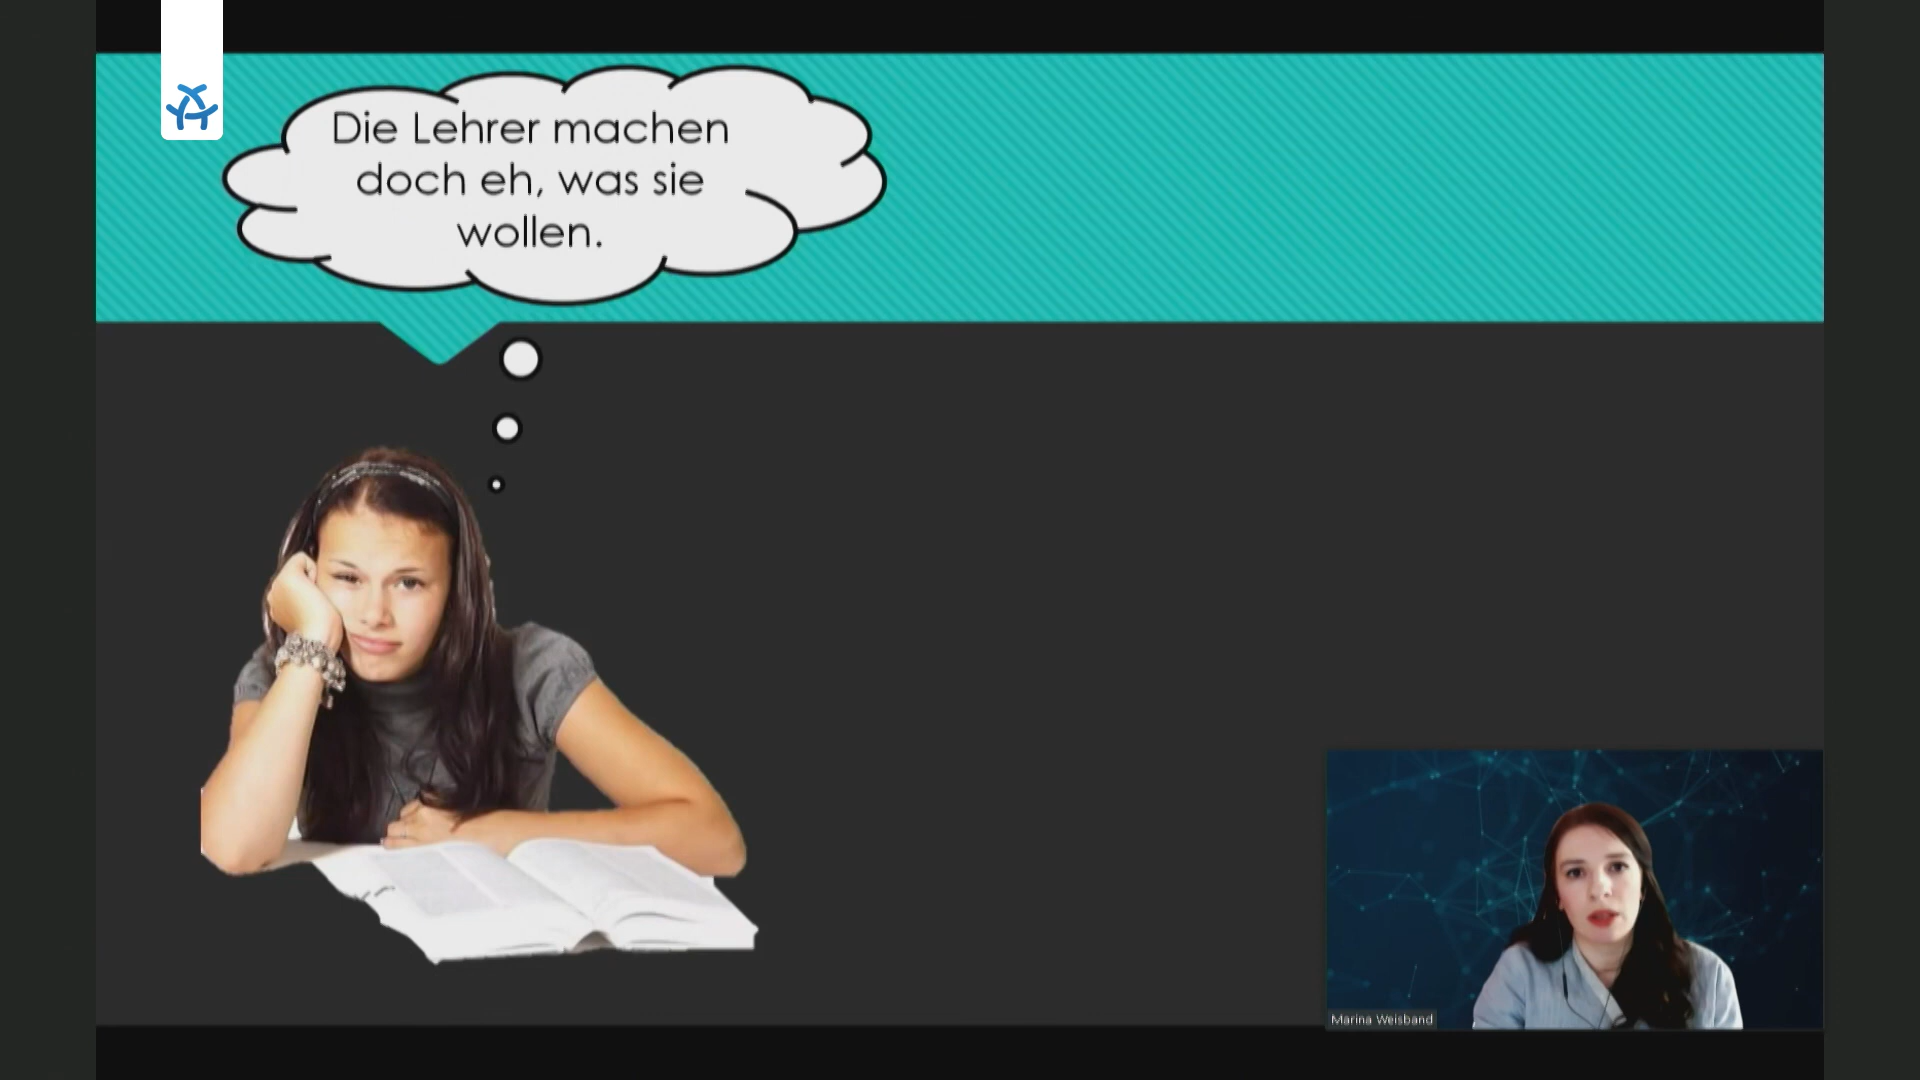 Die Lehrer machen
doch eh, was sie
wollen.
Marina Weisband